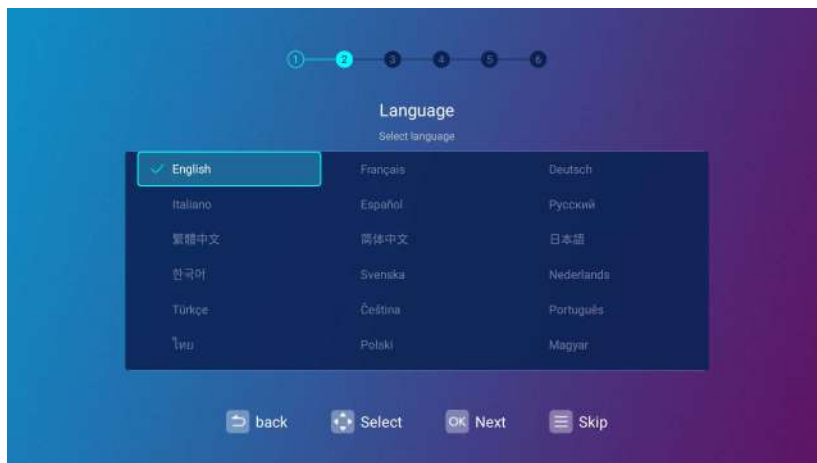 1 2 3 4 5 6
Language
Select language
English Français Deutsch
Italiano Español Русский
繁體中文 简体中文 日本語
한국어 Svenska Nederlands
Türkçe Čeština Português
ไทย Polski Magyar
back Select OK Next Skip